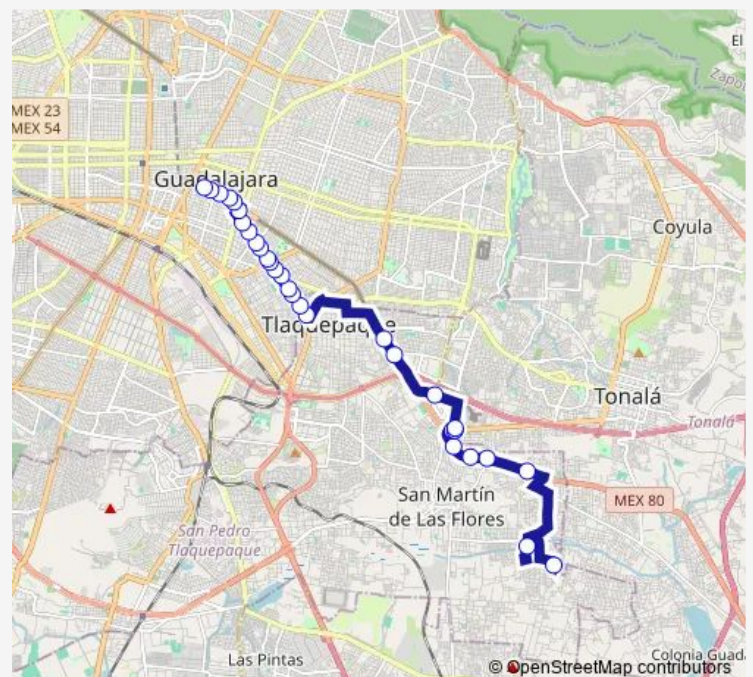 El
MEX 23
MEX 54
Guadalajara
Coyula
Tlaquepaque
Tonalá
Tonalá
San Martín
de Las Flores
MEX 80
San Pedro
Tlaquepaque
Las Pintas
Colonia Guad
© OpenStreetMap contributors